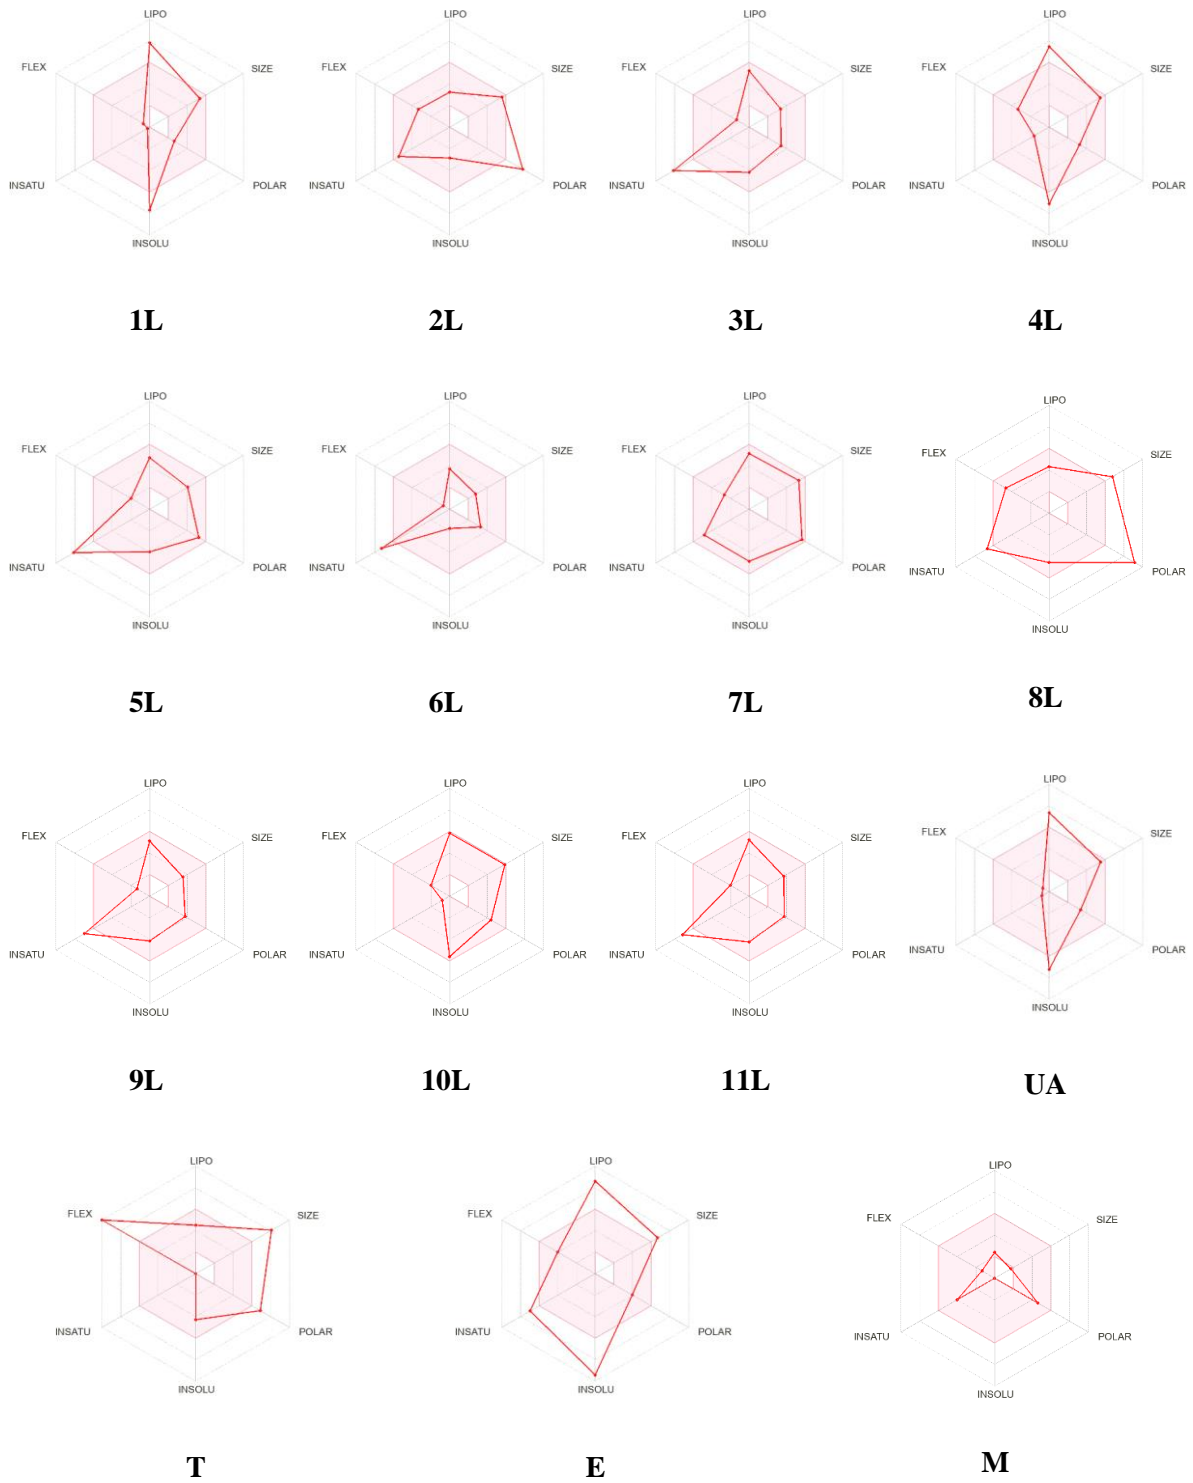 LIPO
FLEX
SIZE
INSATU
POLAR
INSOLU
1L
LIPO
FLEX
SIZE
INSATU
POLAR
INSOLU
2L
LIPO
FLEX
SIZE
INSATU
POLAR
INSOLU
3L
LIPO
FLEX
SIZE
INSATU
POLAR
INSOLU
4L
LIPO
FLEX
SIZE
INSATU
POLAR
INSOLU
5L
LIPO
FLEX
SIZE
INSATU
POLAR
INSOLU
6L
LIPO
FLEX
SIZE
INSATU
POLAR
INSOLU
7L
LIPO
FLEX
SIZE
INSATU
POLAR
INSOLU
8L
LIPO
FLEX
SIZE
INSATU
POLAR
INSOLU
9L
LIPO
FLEX
SIZE
INSATU
POLAR
INSOLU
10L
LIPO
FLEX
SIZE
INSATU
POLAR
INSOLU
11L
LIPO
FLEX
SIZE
INSATU
POLAR
INSOLU
UA
LIPO
FLEX
SIZE
INSATU
POLAR
INSOLU
T
LIPO
FLEX
SIZE
INSATU
POLAR
INSOLU
E
LIPO
FLEX
SIZE
INSATU
POLAR
INSOLU
M